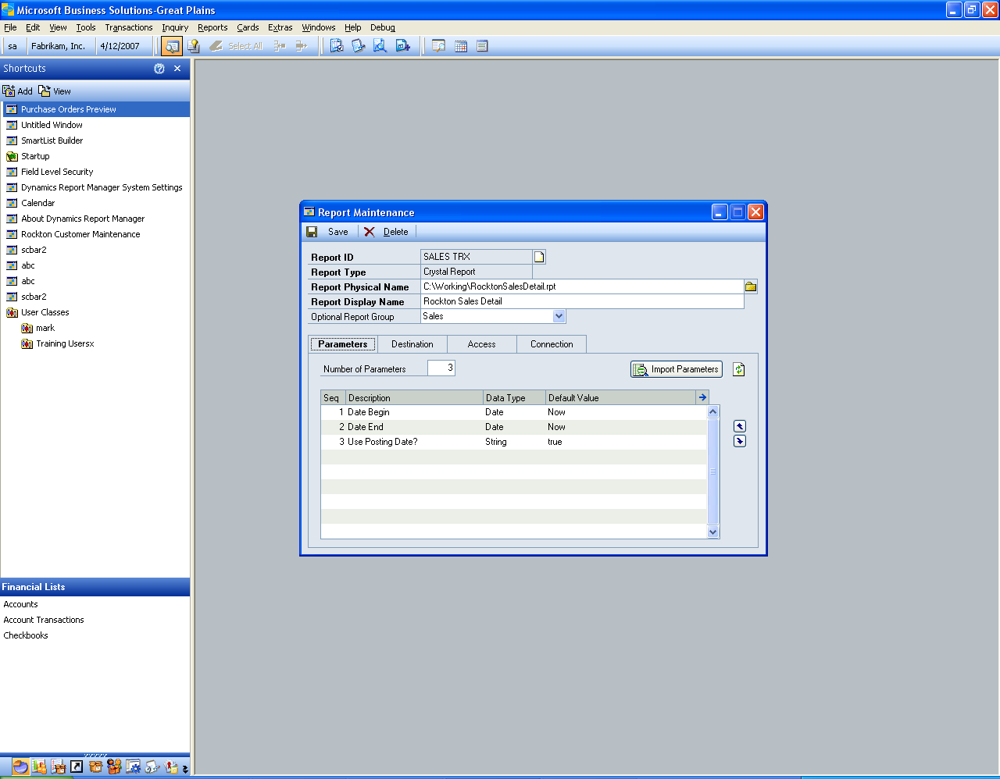 Microsoft Business Solutions-Great Plains
File Edit View Tools Transactions Inquiry Reports Cards Extras Windows Help Debug
sa Fabrikam, Inc. 4/12/2007 Select All
Shortcuts
Add View
Purchase Orders Preview
Untitled Window
SmartList Builder
Startup
Field Level Security
Dynamics Report Manager System Settings
Calendar
About Dynamics Report Manager
Rockton Customer Maintenance
scbar2
abc
abc
scbar2
User Classes
mark
Training Usersx
Financial Lists
Accounts
Account Transactions
Checkbooks
Report Maintenance
Save Delete
Report ID SALES TRX
Report Type Crystal Report
Report Physical Name C:\Working\RocktonSalesDetail.rpt
Report Display Name Rockton Sales Detail
Optional Report Group Sales
Parameters Destination Access Connection
Number of Parameters 3 Import Parameters
Seq Description Data Type Default Value
1 Date Begin Date Now
2 Date End Date Now
3 Use Posting Date? String true